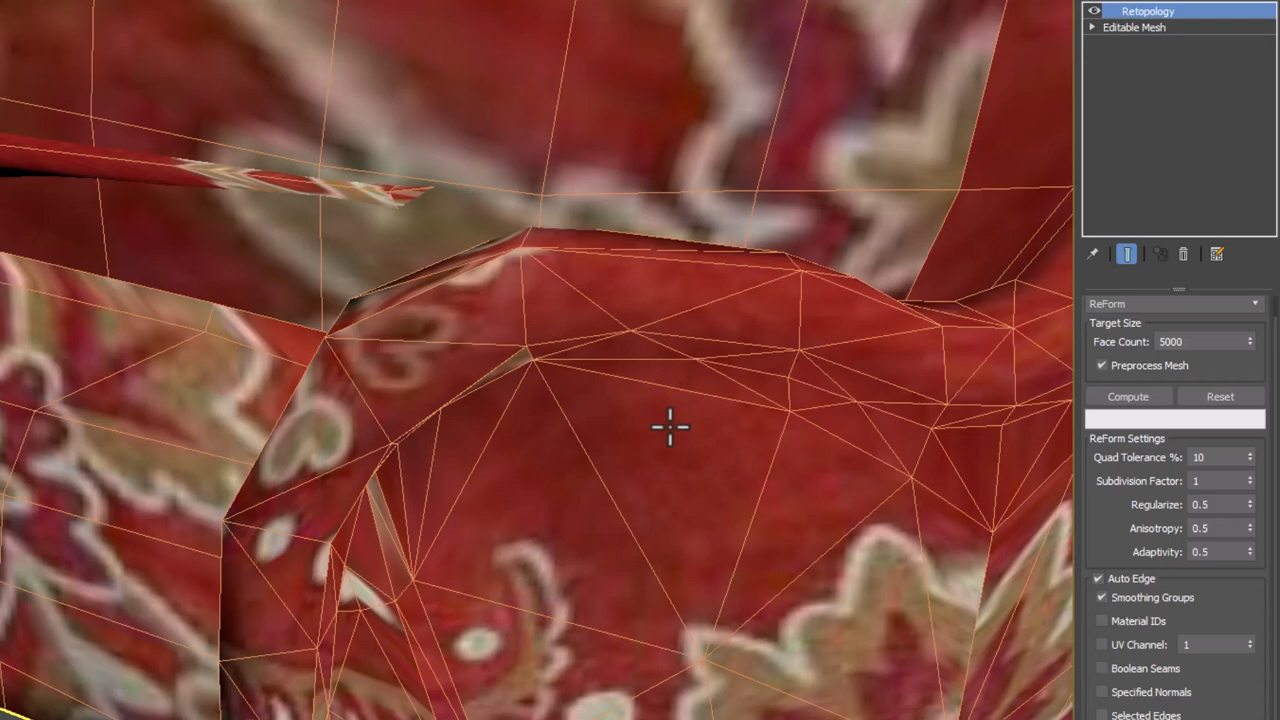 Retopology
Editable Mesh
ReForm
Target Size
Face Count: 5000
Preprocess Mesh
Compute Reset
ReForm Settings
Quad Tolerance %: 10
Subdivision Factor: 1
Regularize: 0.5
Anisotropy: 0.5
Adaptivity: 0.5
Auto Edge
Smoothing Groups
Material IDs
UV Channel: 1
Boolean Seams
Specified Normals
Selected Edges